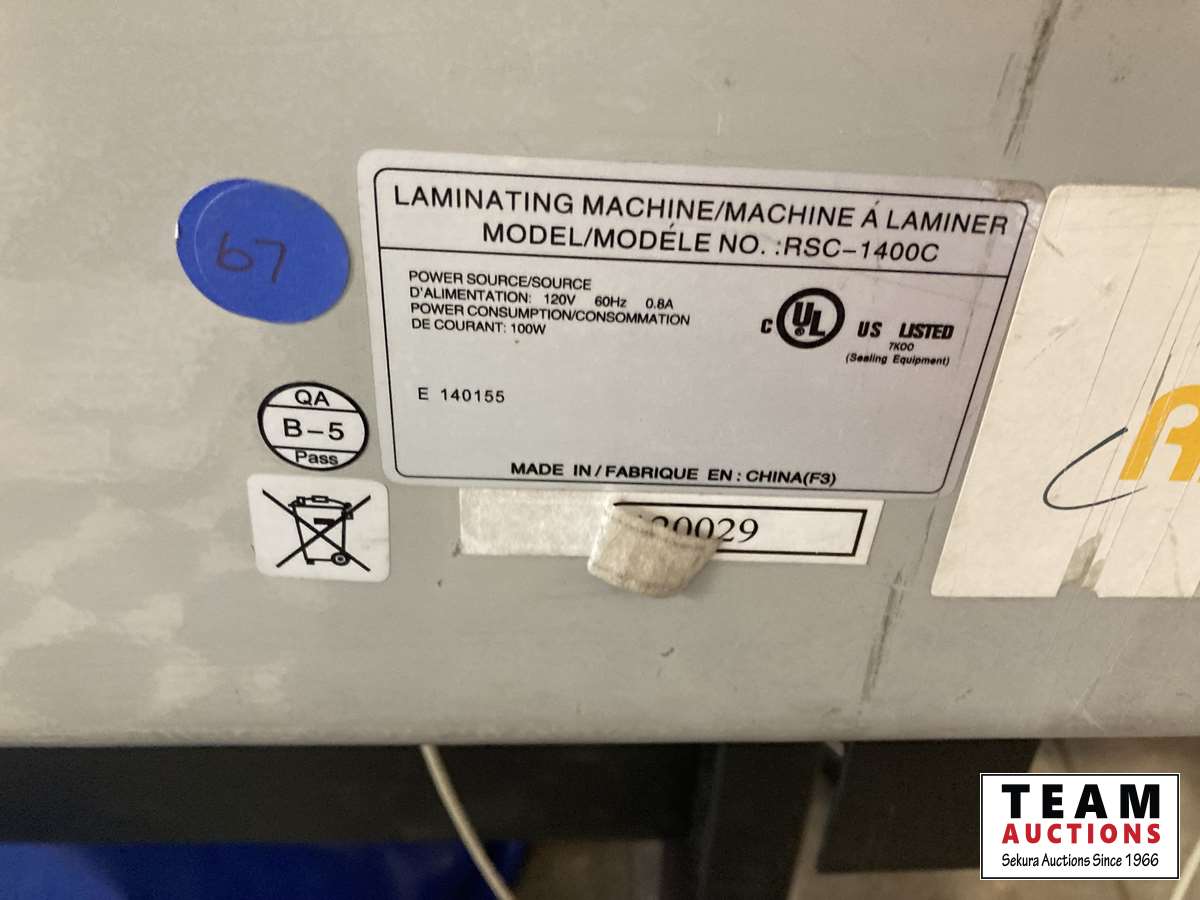 67
LAMINATING MACHINE/MACHINE Á LAMINER
MODEL/MODÉLE NO. :RSC-1400C
POWER SOURCE/SOURCE
D'ALIMENTATION: 120V 60Hz 0.8A
POWER CONSUMPTION/CONSOMMATION
DE COURANT: 100W
C UL ® US LISTED
7K00
(Sealing Equipment)
E 140155
MADE IN/FABRIQUE EN: CHINA(F3)
QA
B-5
Pass
TEAM
AUCTIONS
Sekura Auctions Since 1966